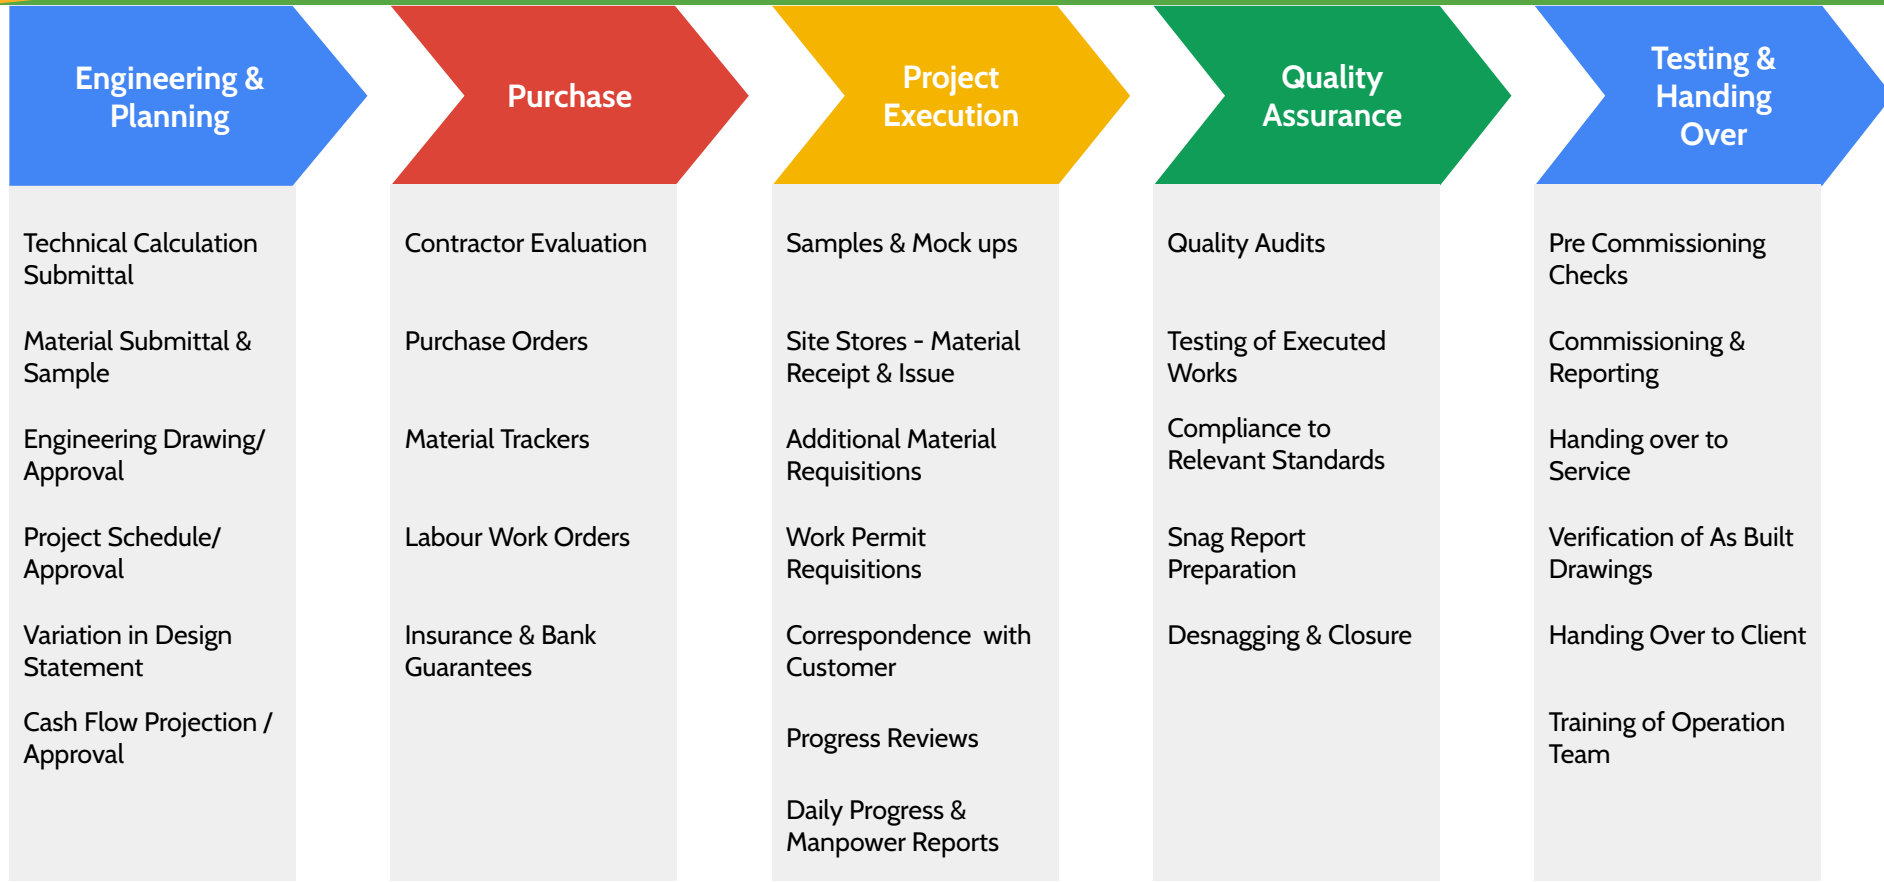 Engineering &
Planning
Technical Calculation
Submittal
Material Submittal &
Sample
Engineering Drawing/
Approval
Project Schedule/
Approval
Variation in Design
Statement
Cash Flow Projection /
Approval
Purchase
Contractor Evaluation
Purchase Orders
Material Trackers
Labour Work Orders
Insurance & Bank
Guarantees
Project
Execution
Samples & Mock ups
Site Stores - Material
Receipt & Issue
Additional Material
Requisitions
Work Permit
Requisitions
Correspondence  with
Customer
Progress Reviews
Daily Progress &
Manpower Reports
Quality
Assurance
Quality Audits
Testing of Executed
Works
Compliance to
Relevant Standards
Snag Report
Preparation
Desnagging & Closure
Testing &
Handing
Over
Pre Commissioning
Checks
Commissioning &
Reporting
Handing over to
Service
Verification of As Built
Drawings
Handing Over to Client
Training of Operation
Team